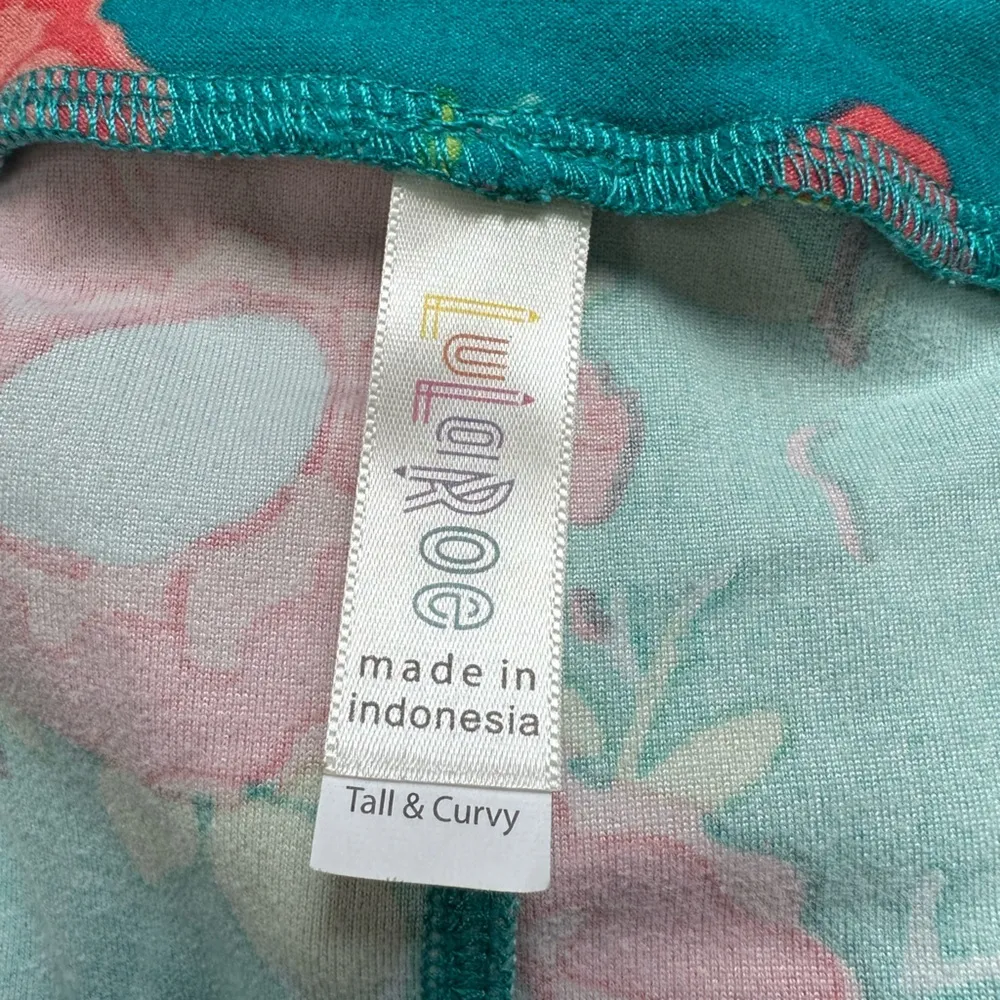 LuLaRoe
made in
indonesia
Tall & Curvy